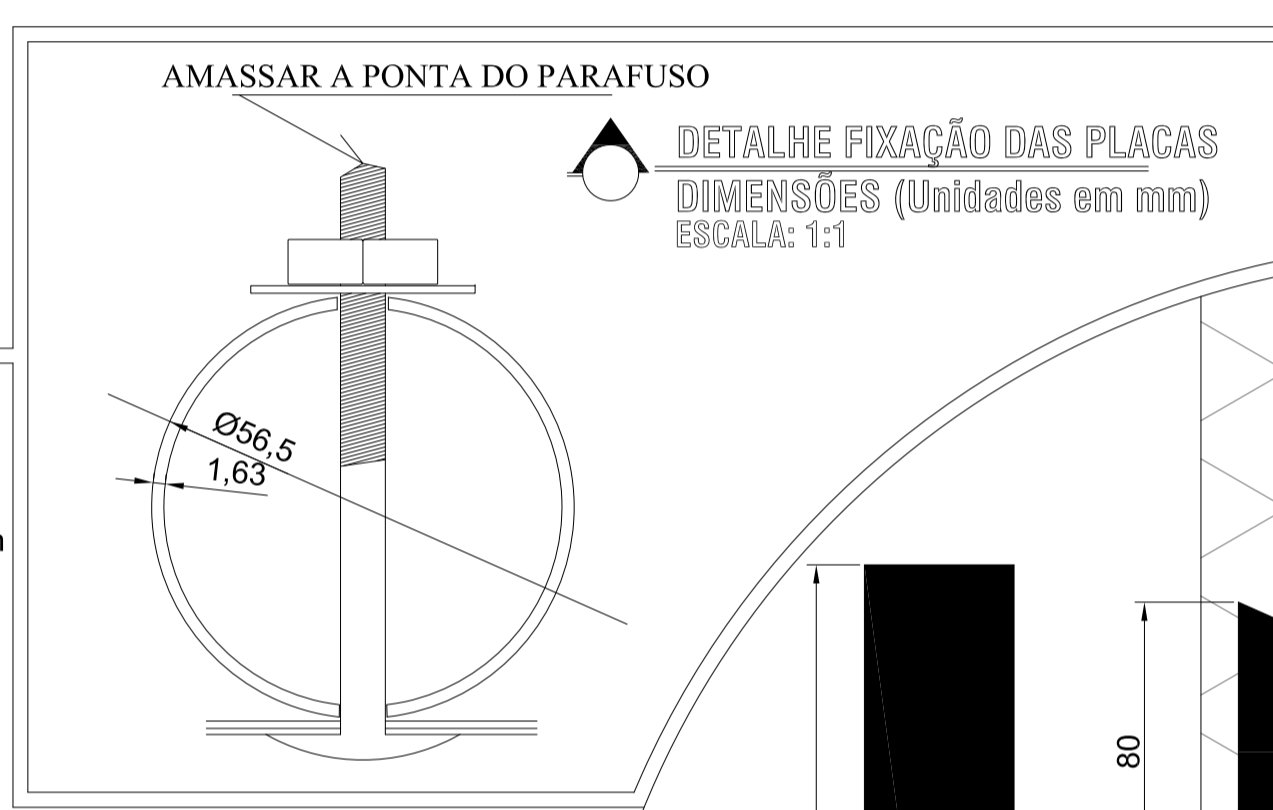 AMASSAR A PONTA DO PARAFUSO
DETALHE FIXAÇÃO DAS PLACAS
DIMENSÕES (Unidades em mm)
ESCALA: 1:1
Ø56,5
1,63
80